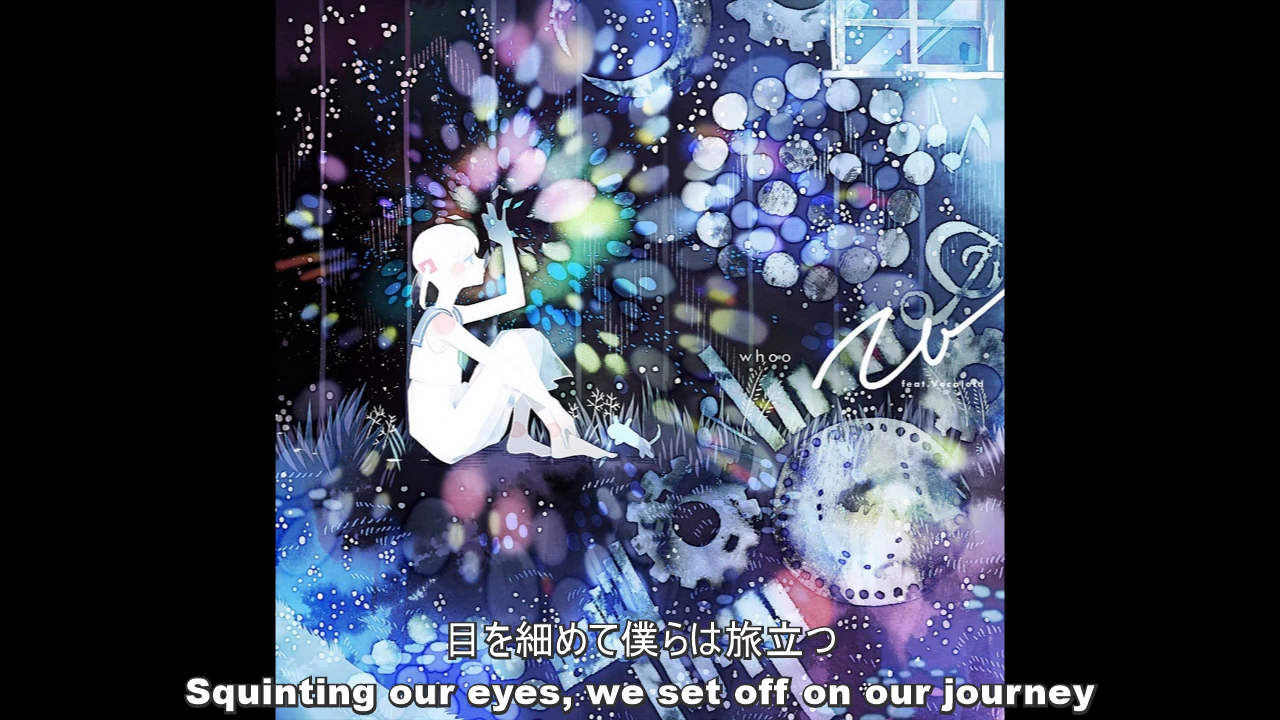 whoo
feat.Vocaloid
目を細めて僕らは旅立つ
Squinting our eyes, we set off on our journey